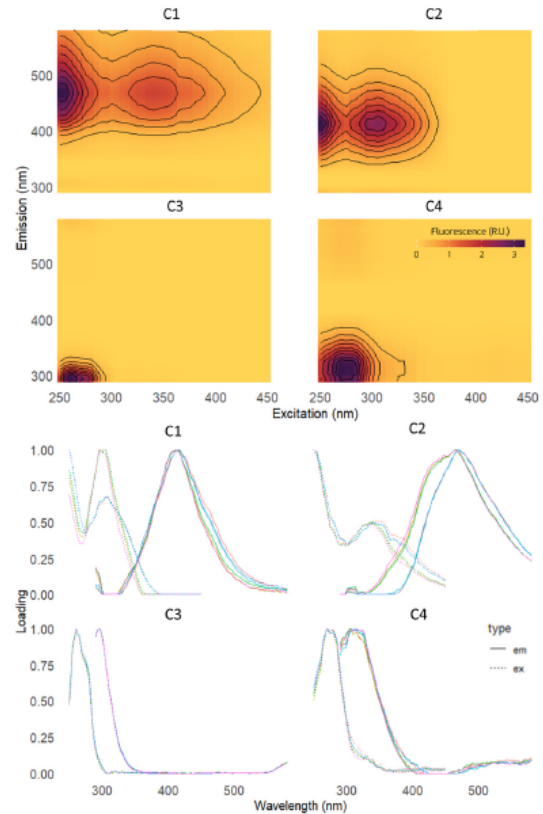 C1 C2
500
400
300
Emission (nm)
C3 C4
Fluorescence (R.U.)
0 1 2 3
500
400
300
250 300 350 400 450 250 300 350 400 450
Excitation (nm)
C1 C2
1.00
0.75
0.50
0.25
0.00
Loading
C3 C4
1.00
0.75
0.50
0.25
0.00
type
em
ex
300 400 500 300 400 500
Wavelength (nm)